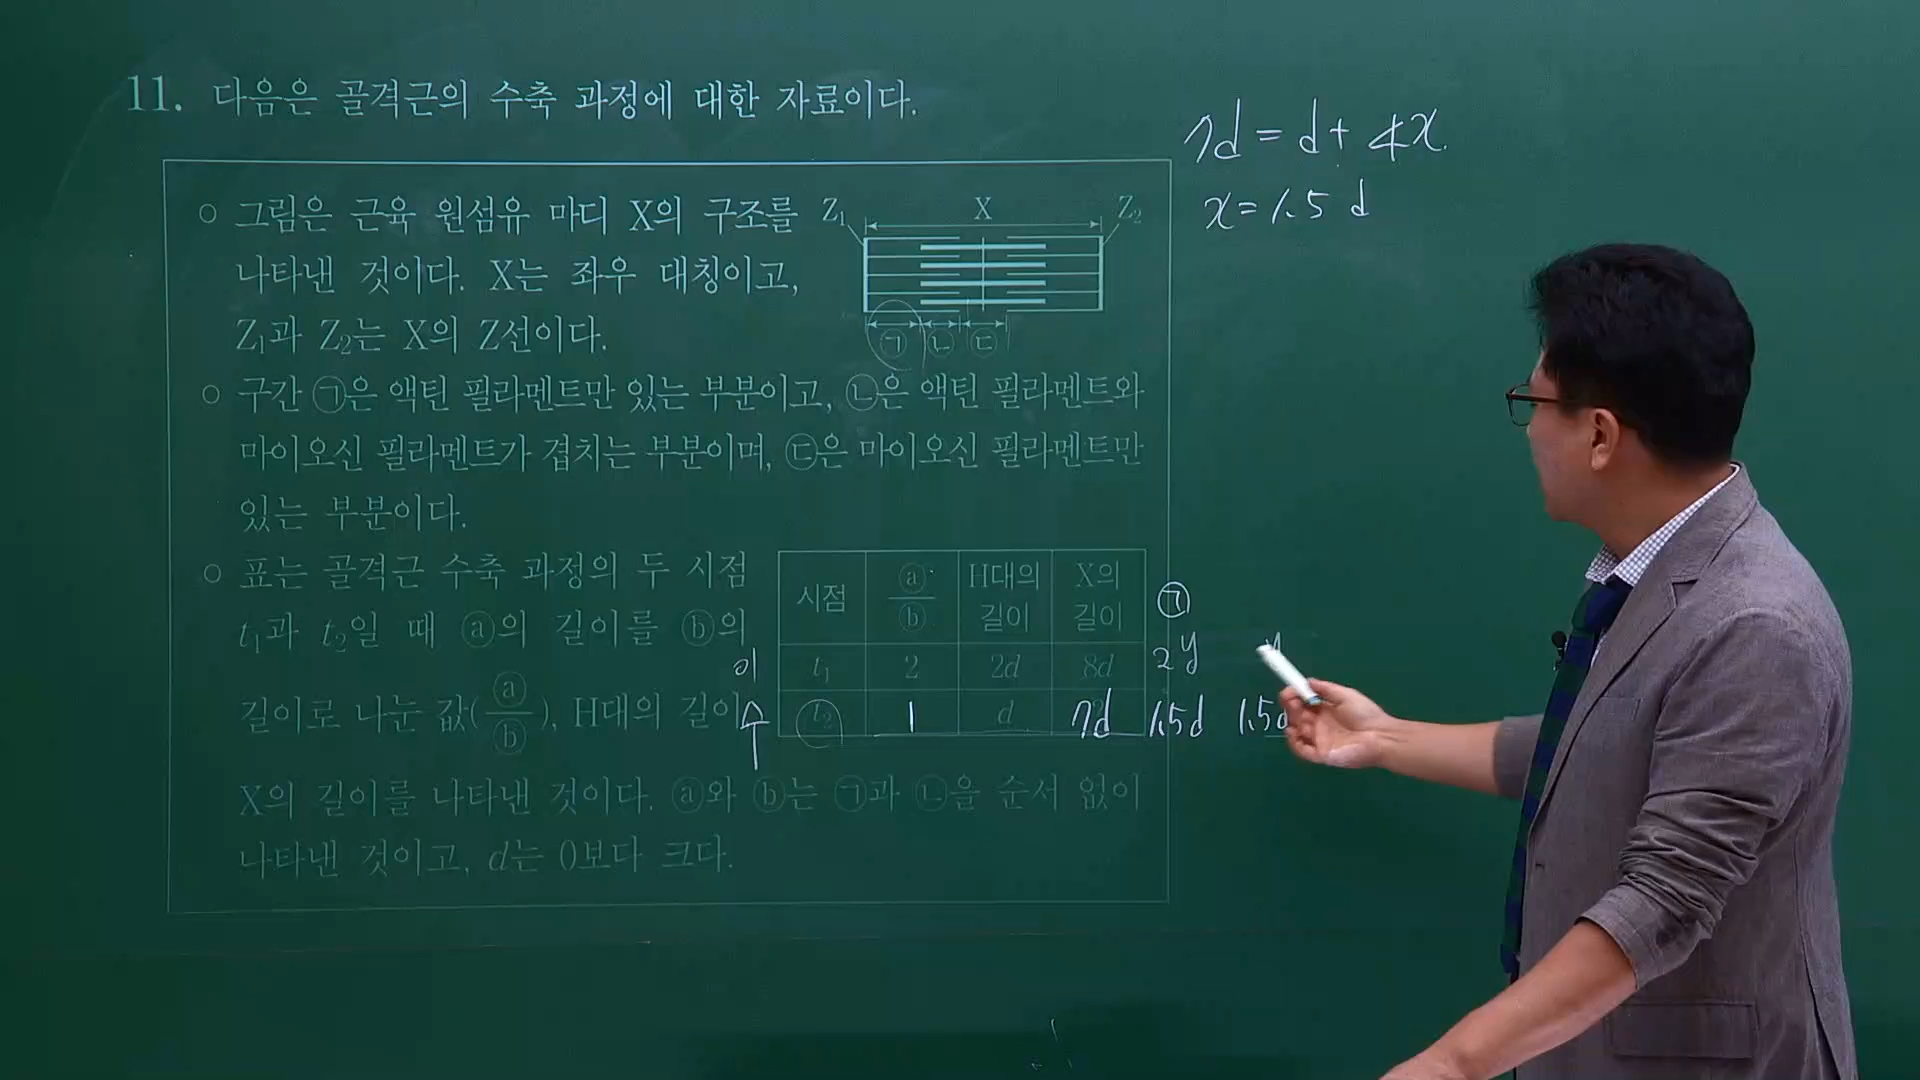 11. 다음은 골격근의 수축 과정에 대한 자료이다.
○ 그림은 근육 원섬유 마디 X의 구조를
나타낸 것이다. X는 좌우 대칭이고,
Z₁과 Z₂는 X의 Z선이다.
Z₁ X Z₂
㉠ ㉡ ㉢
○ 구간 ㉠은 액틴 필라멘트만 있는 부분이고, ㉡은 액틴 필라멘트와
마이오신 필라멘트가 겹치는 부분이며, ㉢은 마이오신 필라멘트만
있는 부분이다.
○ 표는 골격근 수축 과정의 두 시점
t₁과 t₂일 때 ⓐ의 길이를 ⓑ의
길이로 나눈 값(ⓐ/ⓑ), H대의 길이,
X의 길이를 나타낸 것이다. ⓐ와 ⓑ는 ㉠과 ㉡을 순서 없이
나타낸 것이고, d는 0보다 크다.
시점 ⓐ/ⓑ H대의 길이 X의 길이 ㉠
이 t₁ 2 2d 8d 2y y
t₂ 1 d 7d 1.5d 1.5d
7d = d + 4x
x = 1.5d